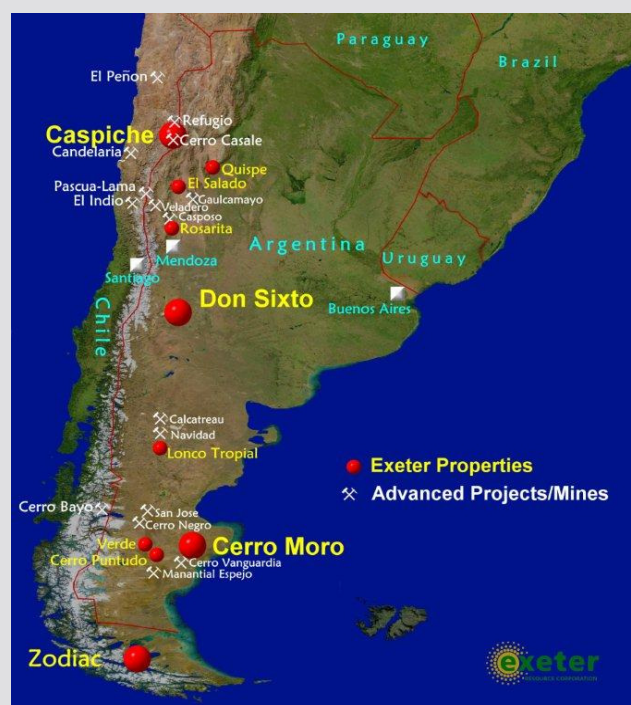 Paraguay
Brazil
El Peñon
Refugio
Caspiche
Cerro Casale
Candelaria
Quispe
Pascua-Lama
El Salado
El Indio
Gaulcamayo
Veladero
Casposo
Rosarita
Argentina
Mendoza
Uruguay
Santiago
Chile
Don Sixto
Buenos Aires
Calcatreau
Navidad
Lonco Tropial
Exeter Properties
Advanced Projects/Mines
Cerro Bayo
San Jose
Cerro Negro
Verde
Cerro Moro
Cerro Puntudo
Cerro Vanguardia
Manantial Espejo
Zodiac
exeter
RESOURCE CORPORATION